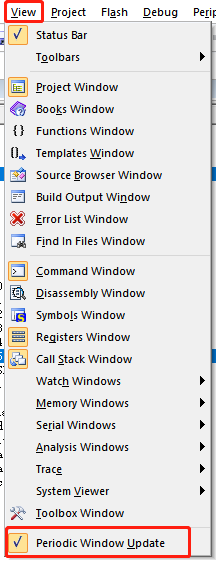 View Project Flash Debug
Status Bar
Toolbars
Project Window
Books Window
Functions Window
Templates Window
Source Browser Window
Build Output Window
Error List Window
Find In Files Window
Command Window
Disassembly Window
Symbols Window
Registers Window
Call Stack Window
Watch Windows
Memory Windows
Serial Windows
Analysis Windows
Trace
System Viewer
Toolbox Window
Periodic Window Update